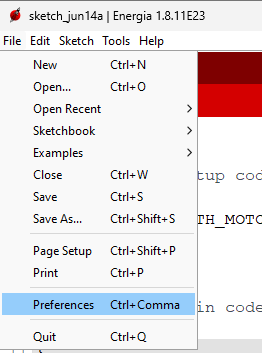 sketch_jun14a | Energia 1.8.11E23
File Edit Sketch Tools Help
New Ctrl+N
Open... Ctrl+O
Open Recent
Sketchbook
Examples
Close Ctrl+W
Save Ctrl+S
Save As... Ctrl+Shift+S
Page Setup Ctrl+Shift+P
Print Ctrl+P
Preferences Ctrl+Comma
Quit Ctrl+Q
tup cod
TH_MOTO
in code